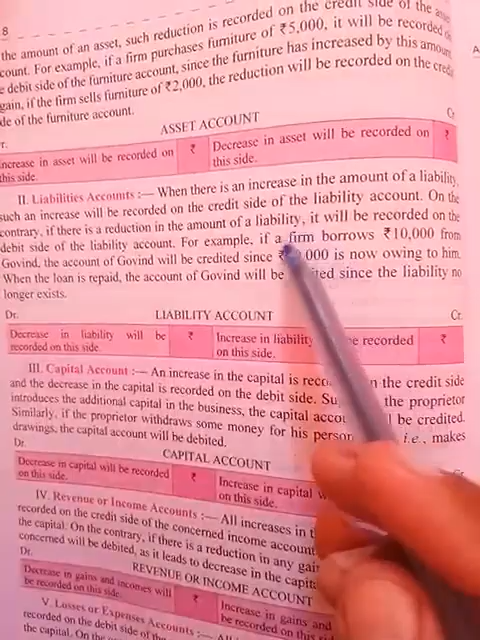 8
the amount of an asset, such reduction is recorded on the credit side of the
count. For example, if a firm purchases furniture of ₹5,000, it will be recorded
debit side of the furniture account, since the furniture has increased by this amount
gain, if the firm sells furniture of ₹2,000, the reduction will be recorded on the
de of furniture account.
ASSET ACCOUNT
r. Cr
increase in asset will be recorded on this side. ₹ Decrease in asset will be recorded on this side. ₹
II. Liabilities Accounts :— When there is an increase in the amount of a liability,
such an increase will be recorded on the credit side of the liability account. On the
contrary, if there is a reduction in the amount of a liability, it will be recorded on the
debit side of the liability account. For example, if a firm borrows ₹10,000 from
Govind, the account of Govind will be credited since 000 is now owing to him.
When the loan is repaid, the account of Govind will be ited since the liability no
longer exists.
Dr. LIABILITY ACCOUNT Cr.
Decrease in liability will be recorded on this side. ₹ Increase in liability e recorded on this side. ₹
III. Capital Account :— An increase in the capital is n the credit side
and the decrease in the capital is recorded on the debit side. the proprietor
introduces the additional capital in the business, the capital be credited.
Similarly, if the proprietor withdraws some money for his i.e., makes
drawings, the capital account will be debited.
Dr. CAPITAL ACCOUNT
Decrease in capital will be recorded on this side. ₹ Increase in capital on this side.
IV. Revenue or Income Accounts :— All increases in
recorded on the credit side of the concerned income account
the capital. On the contrary, if there is a reduction in any
concerned will be debited, as it leads to decrease in the
Dr. REVENUE OR INCOME ACCOUNT
Decrease in gains and incomes will be recorded on this side. ₹ Increase in gains and be recorded on this
V. Losses or Expenses Accounts :—
recorded on the debit side of
the capital. On the